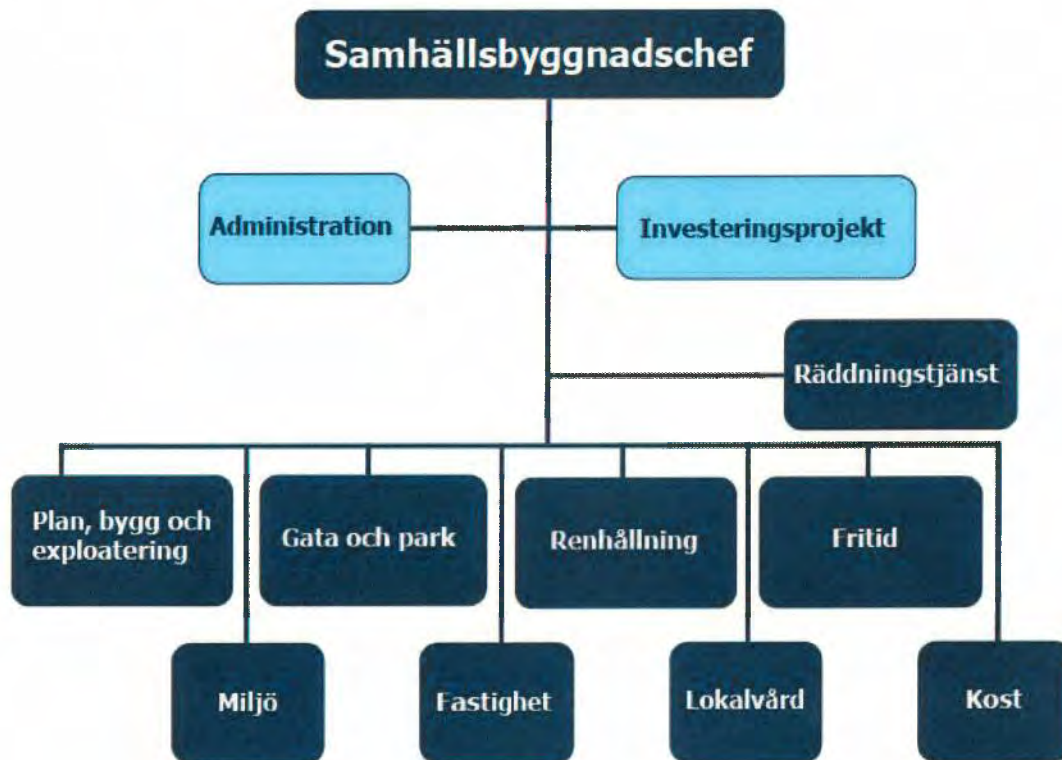 Samhällsbyggnadschef
Administration
Investeringsprojekt
Räddningstjänst
Plan, bygg och
exploatering
Gata och park
Renhållning
Fritid
Miljö
Fastighet
Lokalvård
Kost